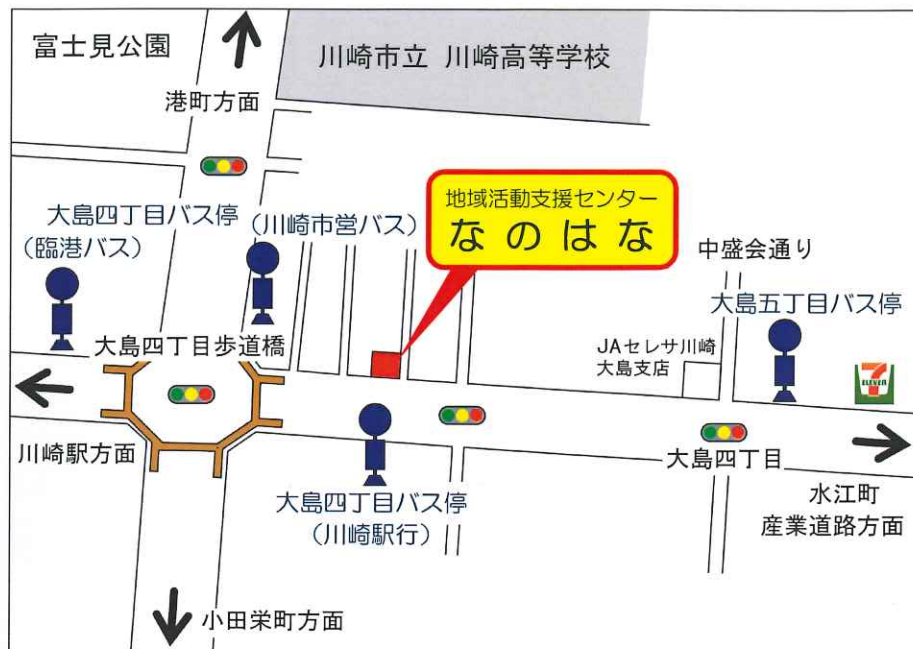 富士見公園
川崎市立 川崎高等学校
港町方面
地域活動支援センター
なのはな
大島四丁目バス停
(臨港バス)
(川崎市営バス)
中盛会通り
大島五丁目バス停
大島四丁目歩道橋
JAセレサ川崎
大島支店
7
ELEVEN
川崎駅方面
大島四丁目バス停
(川崎駅行)
大島四丁目
水江町
産業道路方面
小田栄町方面